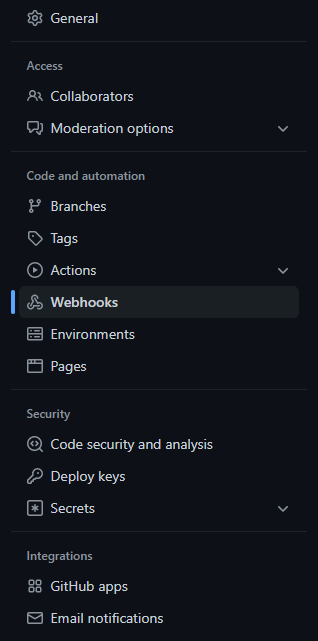 General
Access
Collaborators
Moderation options
Code and automation
Branches
Tags
Actions
Webhooks
Environments
Pages
Security
Code security and analysis
Deploy keys
Secrets
Integrations
GitHub apps
Email notifications